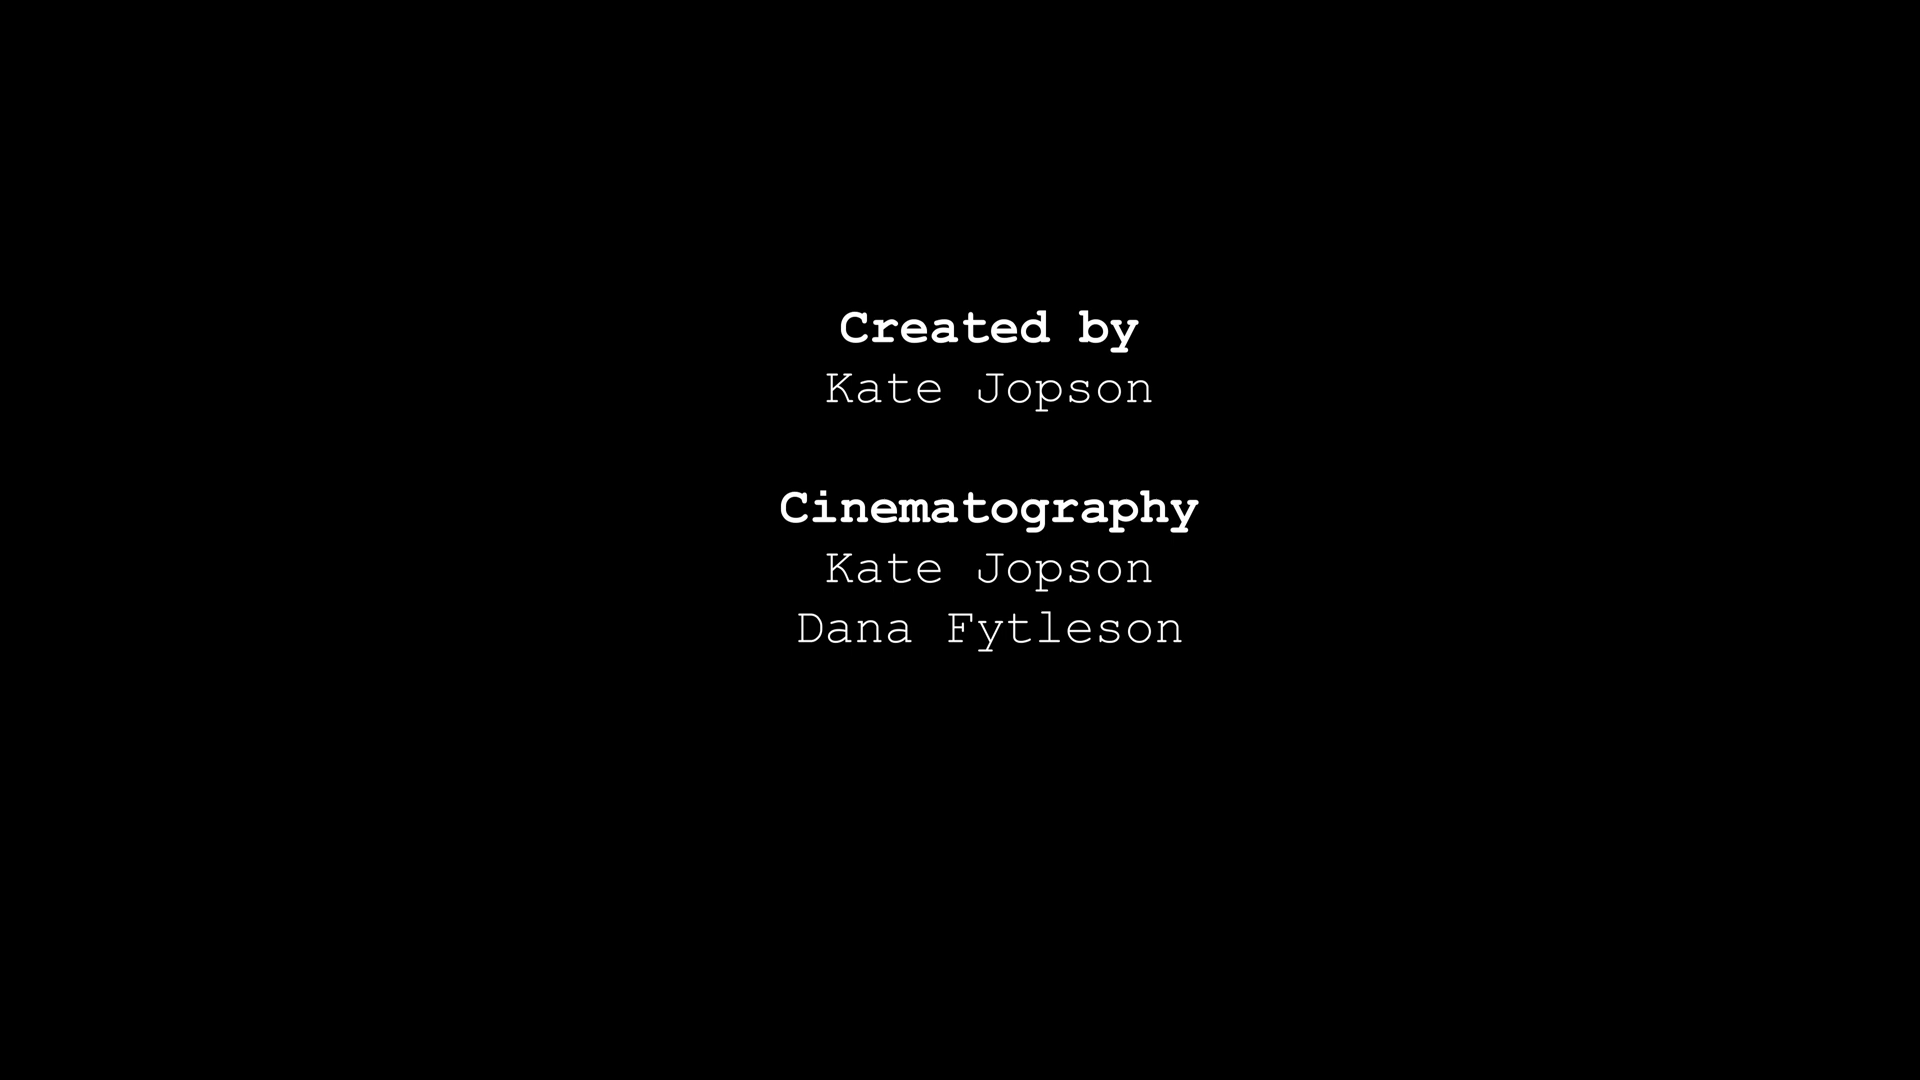 Created by
Kate Jopson
Cinematography
Kate Jopson
Dana Fytleson